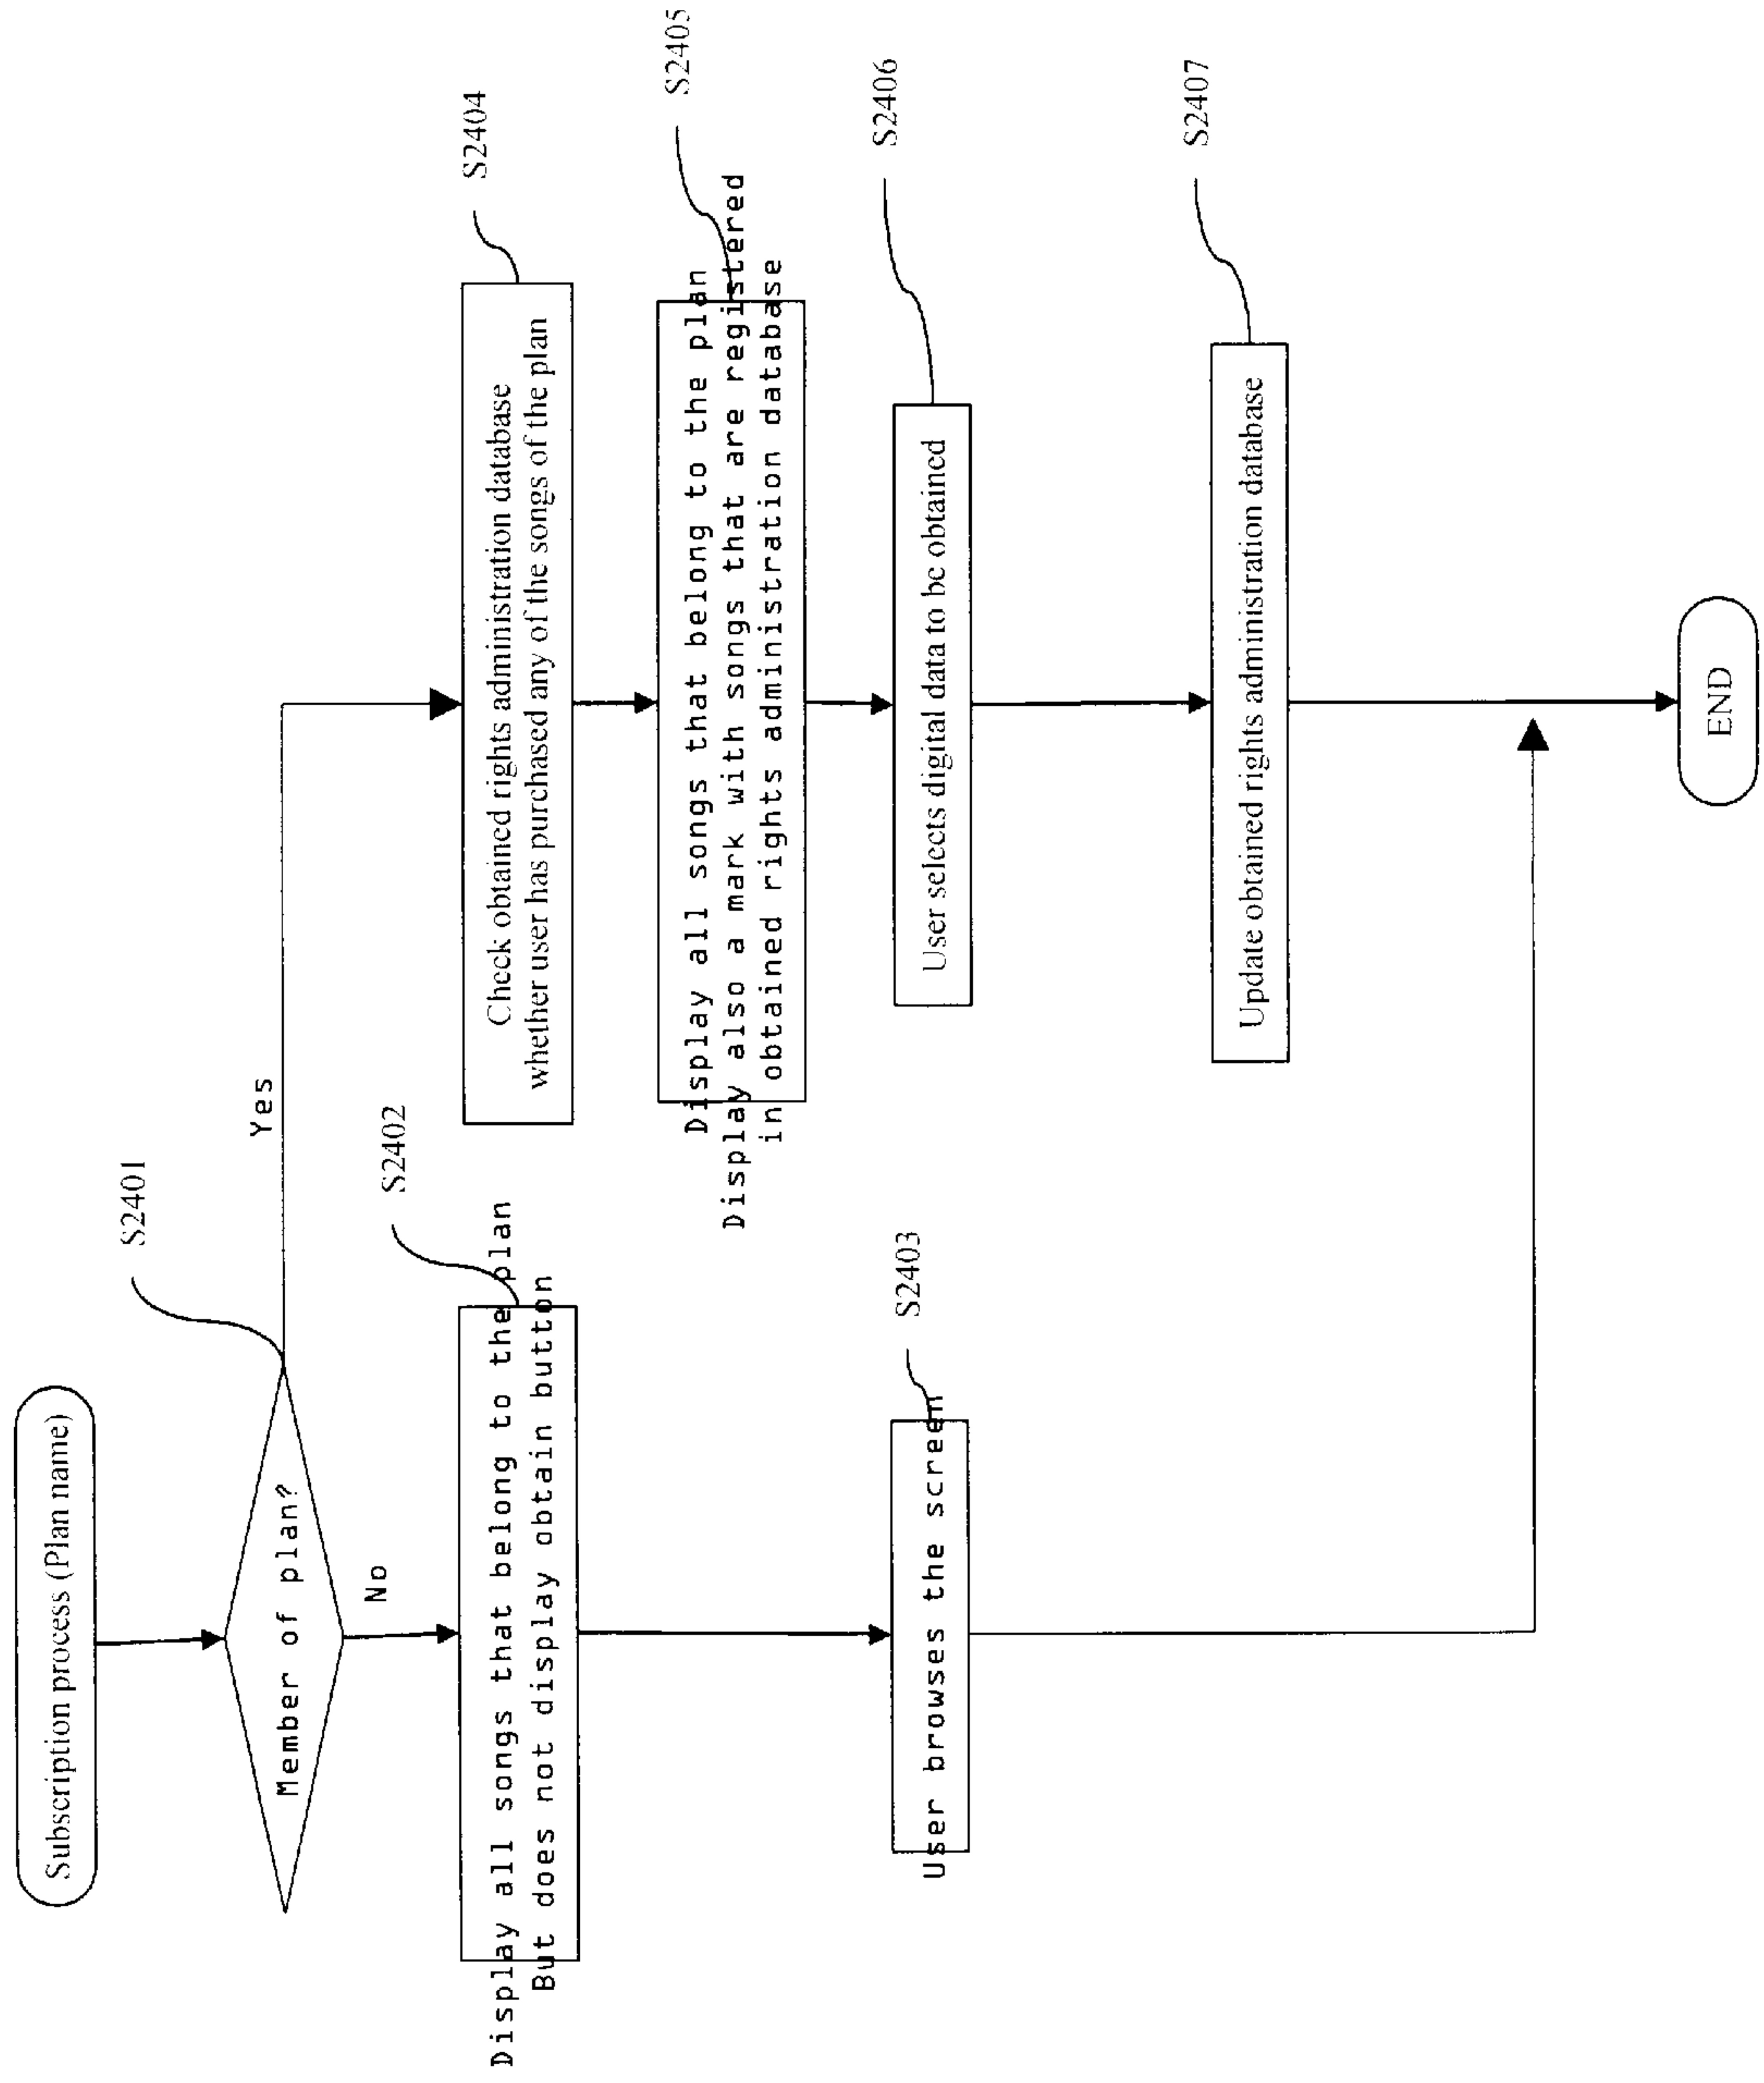 Subscription process (Plan name)
S2401
Member of plan?
Yes
No
S2402
Display all songs that belong to the plan
But does not display obtain button
S2403
User browses the screen
S2404
Check obtained rights administration database
whether user has purchased any of the songs of the plan
S2405
Display all songs that belong to the plan
Display also a mark with songs that are registered
in obtained rights administration database
S2406
User selects digital data to be obtained
S2407
Update obtained rights administration database
END